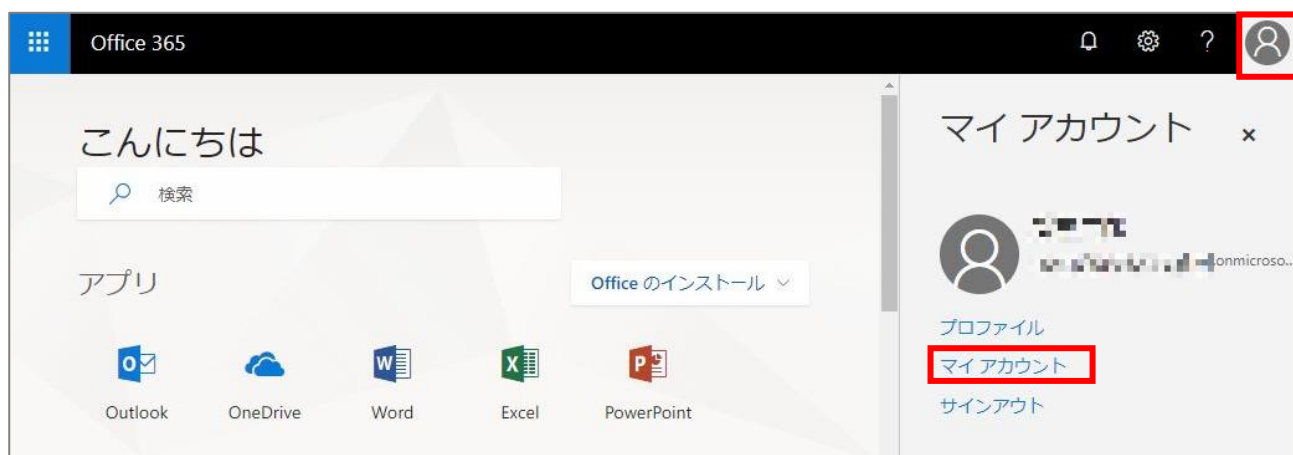 Office 365
?
こんにちは
検索
アプリ
Office のインストール
Outlook
OneDrive
Word
Excel
PowerPoint
マイ アカウント
×
onmicroso...
プロファイル
マイ アカウント
サインアウト